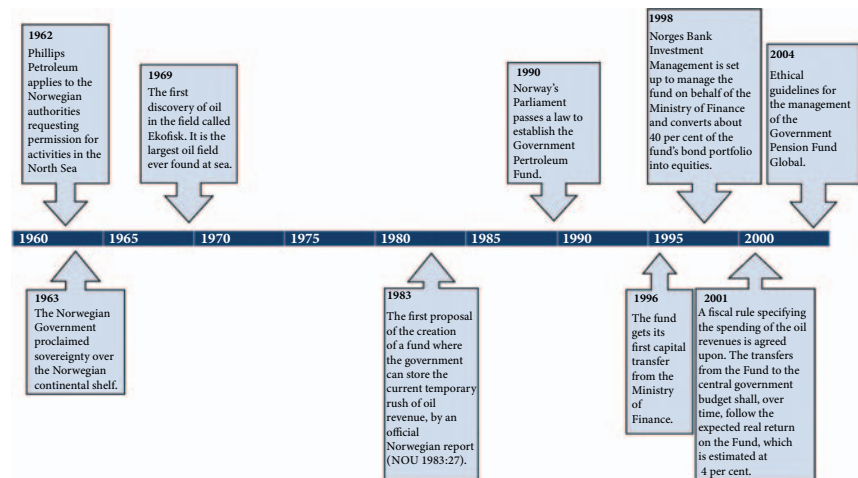 1962
Phillips
Petroleum
applies to the
Norwegian
authorities
requesting
permission for
activities in the
North Sea
1969
The first
discovery of oil
in the field called
Ekofisk. It is the
largest oil field
ever found at sea.
1990
Norway's
Parliament
passes a law to
establish the
Government
Pertroleum
Fund.
1998
Norges Bank
Investment
Management is set
up to manage the
fund on behalf of the
Ministry of Finance
and converts about
40 per cent of the
fund's bond portfolio
into equities.
2004
Ethical
guidelines for
the management
of the
Government
Pension Fund
Global.
1960 1965 1970 1975 1980 1985 1990 1995 2000
1963
The Norwegian
Government
proclaimed
sovereignty over
the Norwegian
continental shelf.
1983
The first proposal
of the creation
of a fund where
the government
can store the
current temporary
rush of oil
revenue, by an
official
Norwegian report
(NOU 1983:27).
1996
The fund
gets its
first capital
transfer
from the
Ministry
of
Finance.
2001
A fiscal rule specifying
the spending of the oil
revenues is agreed
upon. The transfers
from the Fund to the
central government
budget shall, over
time, follow the
expected real return
on the Fund, which
is estimated at
4 per cent.